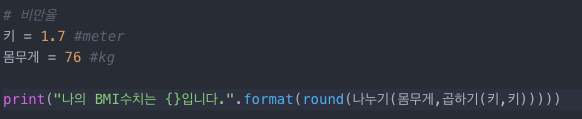 # 비만율
키 = 1.7 #meter
몸무게 = 76 #kg
print("나의 BMI수치는 {}입니다.".format(round(나누기(몸무게,곱하기(키,키)))))